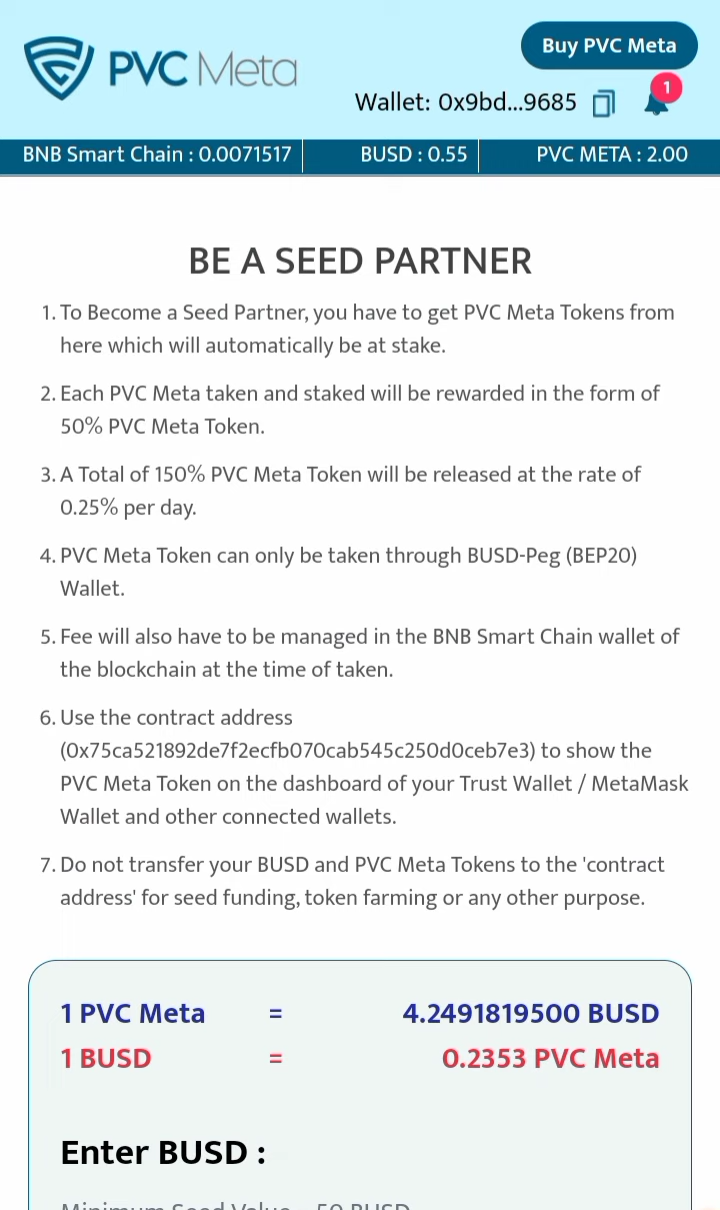 PVC Meta
Buy PVC Meta
Wallet: 0x9bd...9685
1
BNB Smart Chain : 0.0071517
BUSD : 0.55
PVC META : 2.00
BE A SEED PARTNER
1. To Become a Seed Partner, you have to get PVC Meta Tokens from
here which will automatically be at stake.
2. Each PVC Meta taken and staked will be rewarded in the form of
50% PVC Meta Token.
3. A Total of 150% PVC Meta Token will be released at the rate of
0.25% per day.
4. PVC Meta Token can only be taken through BUSD-Peg (BEP20)
Wallet.
5. Fee will also have to be managed in the BNB Smart Chain wallet of
the blockchain at the time of taken.
6. Use the contract address
(0x75ca521892de7f2ecfb070cab545c250d0ceb7e3) to show the
PVC Meta Token on the dashboard of your Trust Wallet / MetaMask
Wallet and other connected wallets.
7. Do not transfer your BUSD and PVC Meta Tokens to the 'contract
address' for seed funding, token farming or any other purpose.
1 PVC Meta = 4.2491819500 BUSD
1 BUSD = 0.2353 PVC Meta
Enter BUSD :
Minimum Seed Value - 50 BUSD